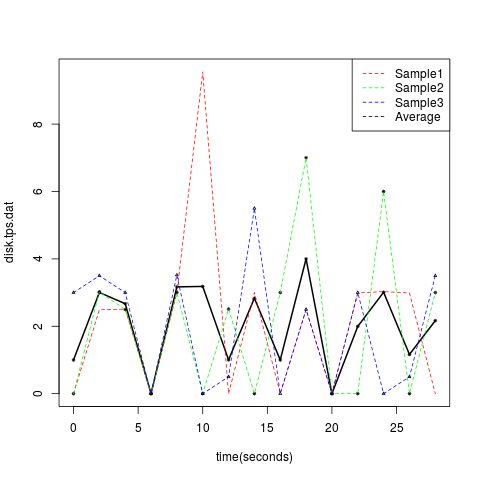 Sample1
Sample2
Sample3
Average
disk.tps.dat
8
6
4
2
0
0 5 10 15 20 25
time(seconds)